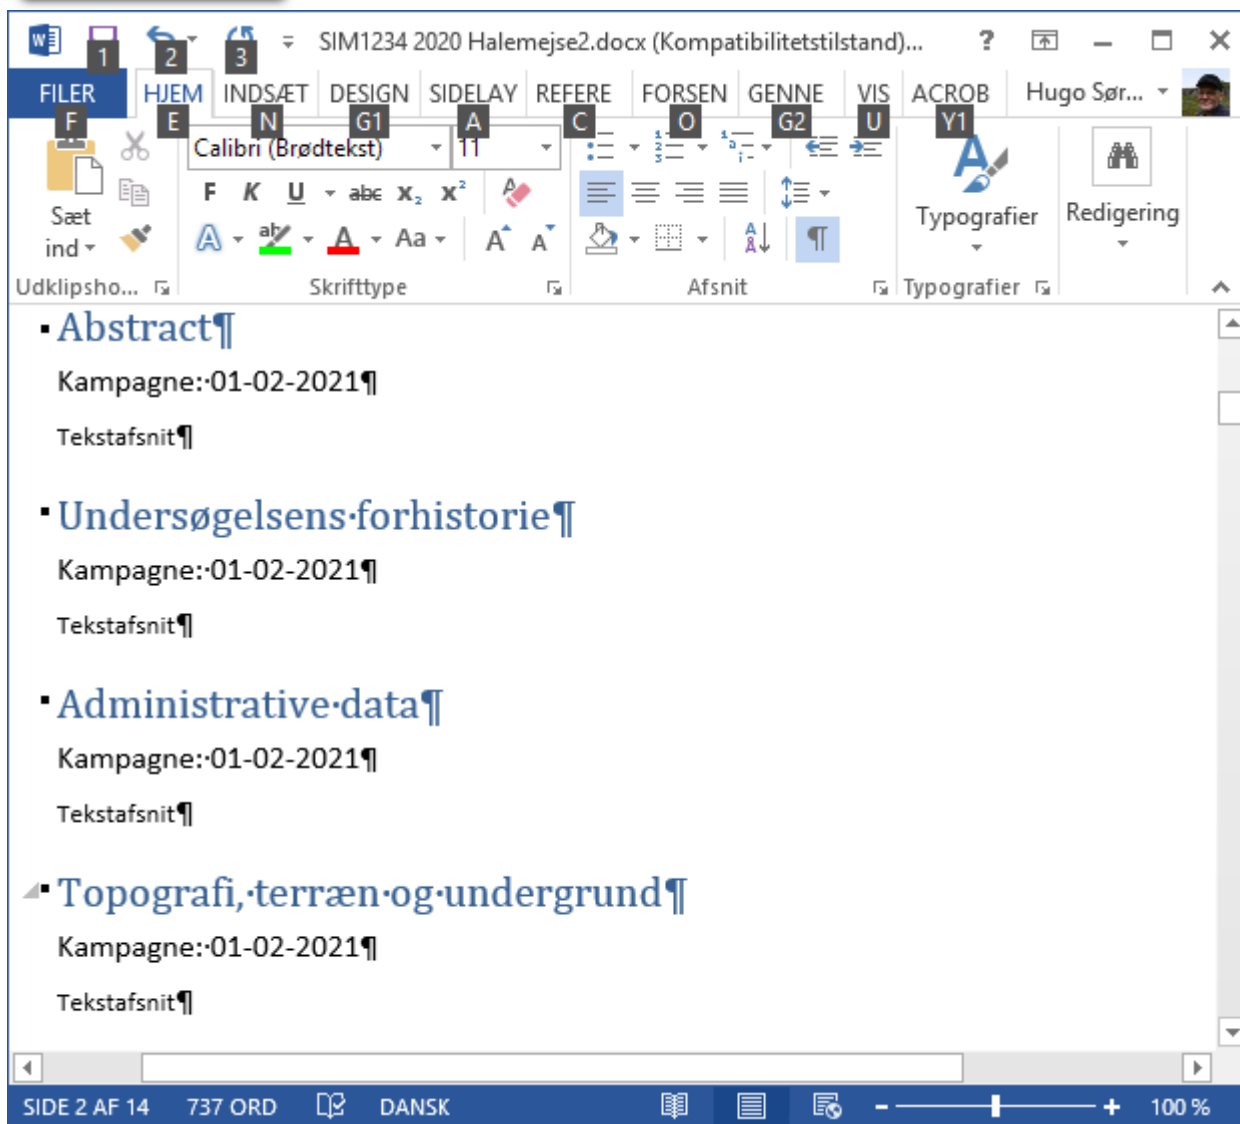 SIM1234 2020 Halemejse2.docx (Kompatibilitetstilstand)... ?
1 2 3
FILER HJEM INDSÆT DESIGN SIDELAY REFERE FORSEN GENNE VIS ACROB Hugo Sør...
F E N G1 A C O G2 U Y1
Calibri (Brødtekst) 11
F K U abc X₂ X²
Sæt ind
A aby A Aa A A
Typografier
Redigering
Udklipsho... Skrifttype Afsnit Typografier
Abstract¶
Kampagne:·01-02-2021¶
Tekstafsnit¶
Undersøgelsens·forhistorie¶
Kampagne:·01-02-2021¶
Tekstafsnit¶
Administrative·data¶
Kampagne:·01-02-2021¶
Tekstafsnit¶
Topografi,·terræn·og·undergrund¶
Kampagne:·01-02-2021¶
Tekstafsnit¶
SIDE 2 AF 14 737 ORD DANSK 100 %